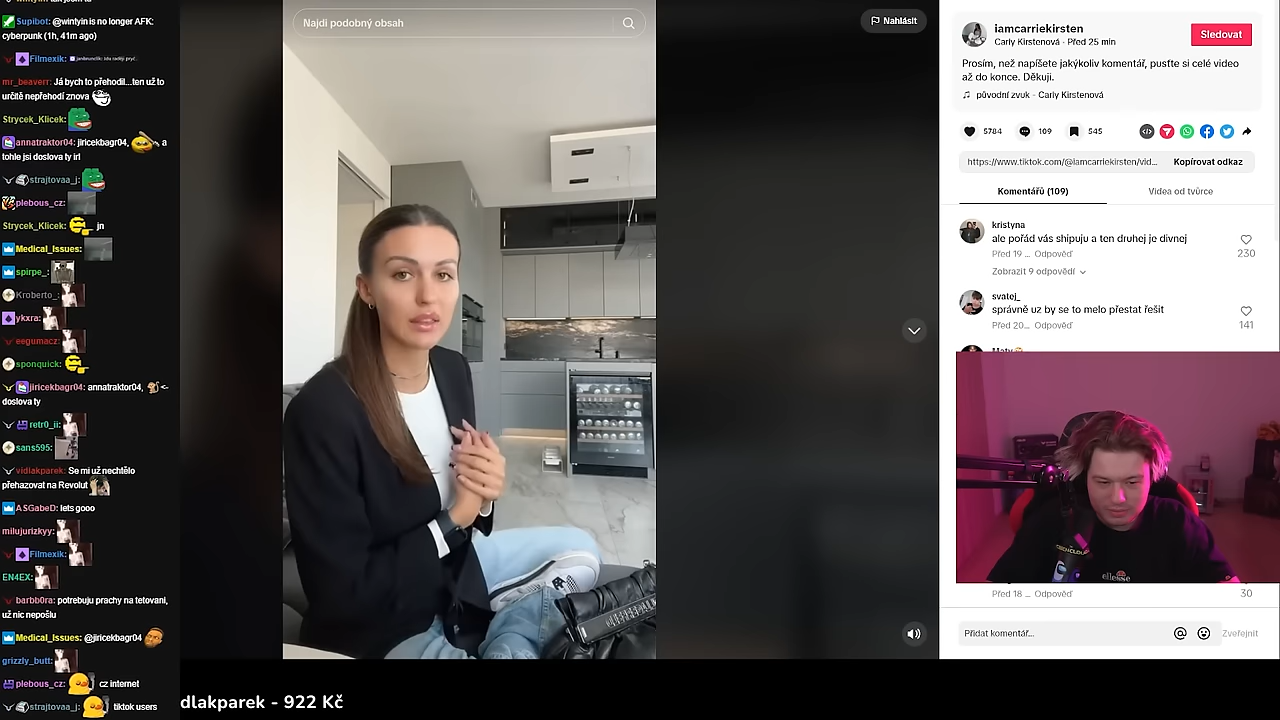 Supibot: @wintyin is no longer AFK:
cyberpunk (1h, 41m ago)
Filmexik:
mr_beaverr: Já bych to přehodil...ten už to
určitě nepřehodí znova
Strycek_Klicek:
annatraktor04: jiricekbagr04, a
tohle jsi doslova ty irl
strajtovaa_j:
plebous_cz:
Strycek_Klicek: jn
Medical_Issues:
spirpe_:
Kroberto_:
ykxra:
eegumacz:
sponquick:
jiricekbagr04: annatraktor04, <-
doslova ty
retr0_ii:
sans595:
vidlakparek: Se mi už nechtělo
přehazovat na Revolut
ASGabeD: lets gooo
milujurizkyy:
Filmexik:
EN4EX:
barbb0ra: potrebuju prachy na tetovani,
už nic nepošlu
Medical_Issues: @jiricekbagr04
grizzly_butt:
plebous_cz: cz internet
strajtovaa_j: tiktok users
Najdi podobný obsah
Nahlásit
dlakparek - 922 Kč
iamcarriekirsten
Carly Kirstenová · Před 25 min
Sledovat
Prosím, než napíšete jakýkoliv komentář, pusťte si celé video
až do konce. Děkuji.
původní zvuk - Carly Kirstenová
5784 109 545
https://www.tiktok.com/@iamcarriekirsten/vid...
Kopírovat odkaz
Komentářů (109) Videa od tvůrce
kristyna
ale pořád vás shipuju a ten druhej je divnej
230
Před 19 ... Odpověď
Zobrazit 9 odpovědí
svatej_
správně uz by se to melo přestat řešit
141
Před 20... Odpověď
ellesse
Před 18 ... Odpověď
30
Přidat komentář...
Zveřejnit